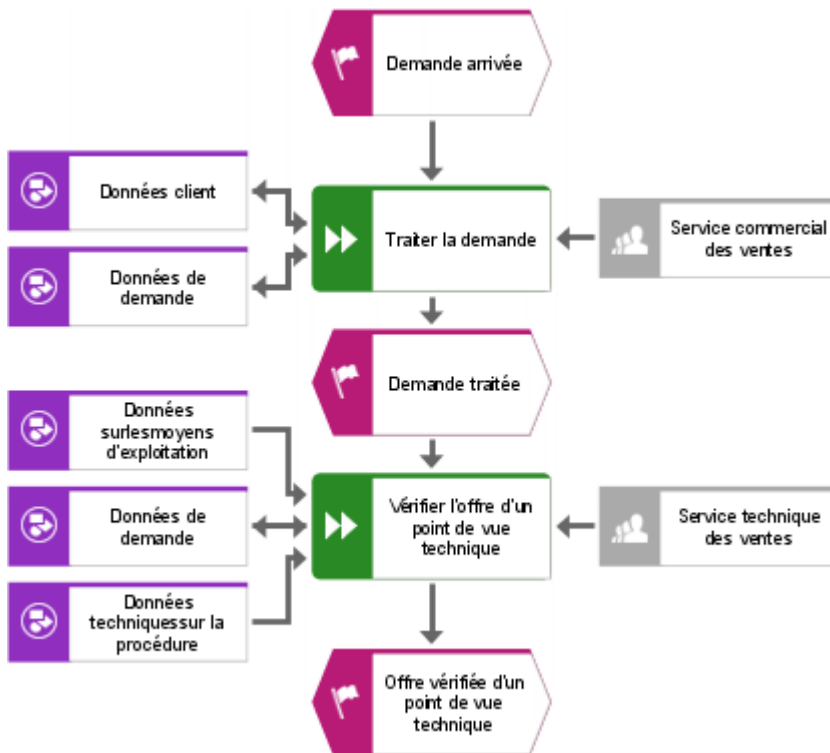 Demande arrivée
Données client
Traiter la demande
Service commercial
des ventes
Données de
demande
Demande traitée
Données
surlesmoyens
d'exploitation
Vérifier l'offre d'un
point de vue
technique
Données de
demande
Service technique
des ventes
Données
techniquessur la
procédure
Offre vérifiée d'un
point de vue
technique